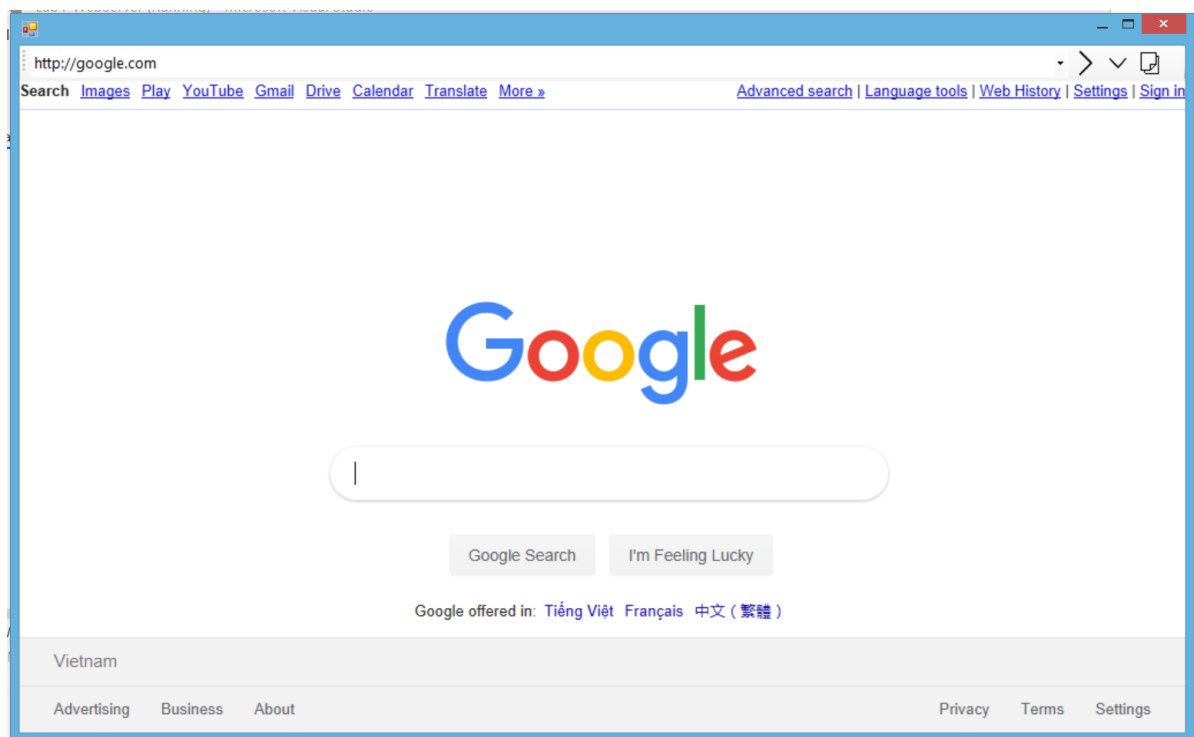 http://google.com
Search Images Play YouTube Gmail Drive Calendar Translate More » Advanced search | Language tools | Web History | Settings | Sign in
Google
Google Search I'm Feeling Lucky
Google offered in: Tiếng Việt Français 中文 ( 繁體 )
Vietnam
Advertising Business About Privacy Terms Settings